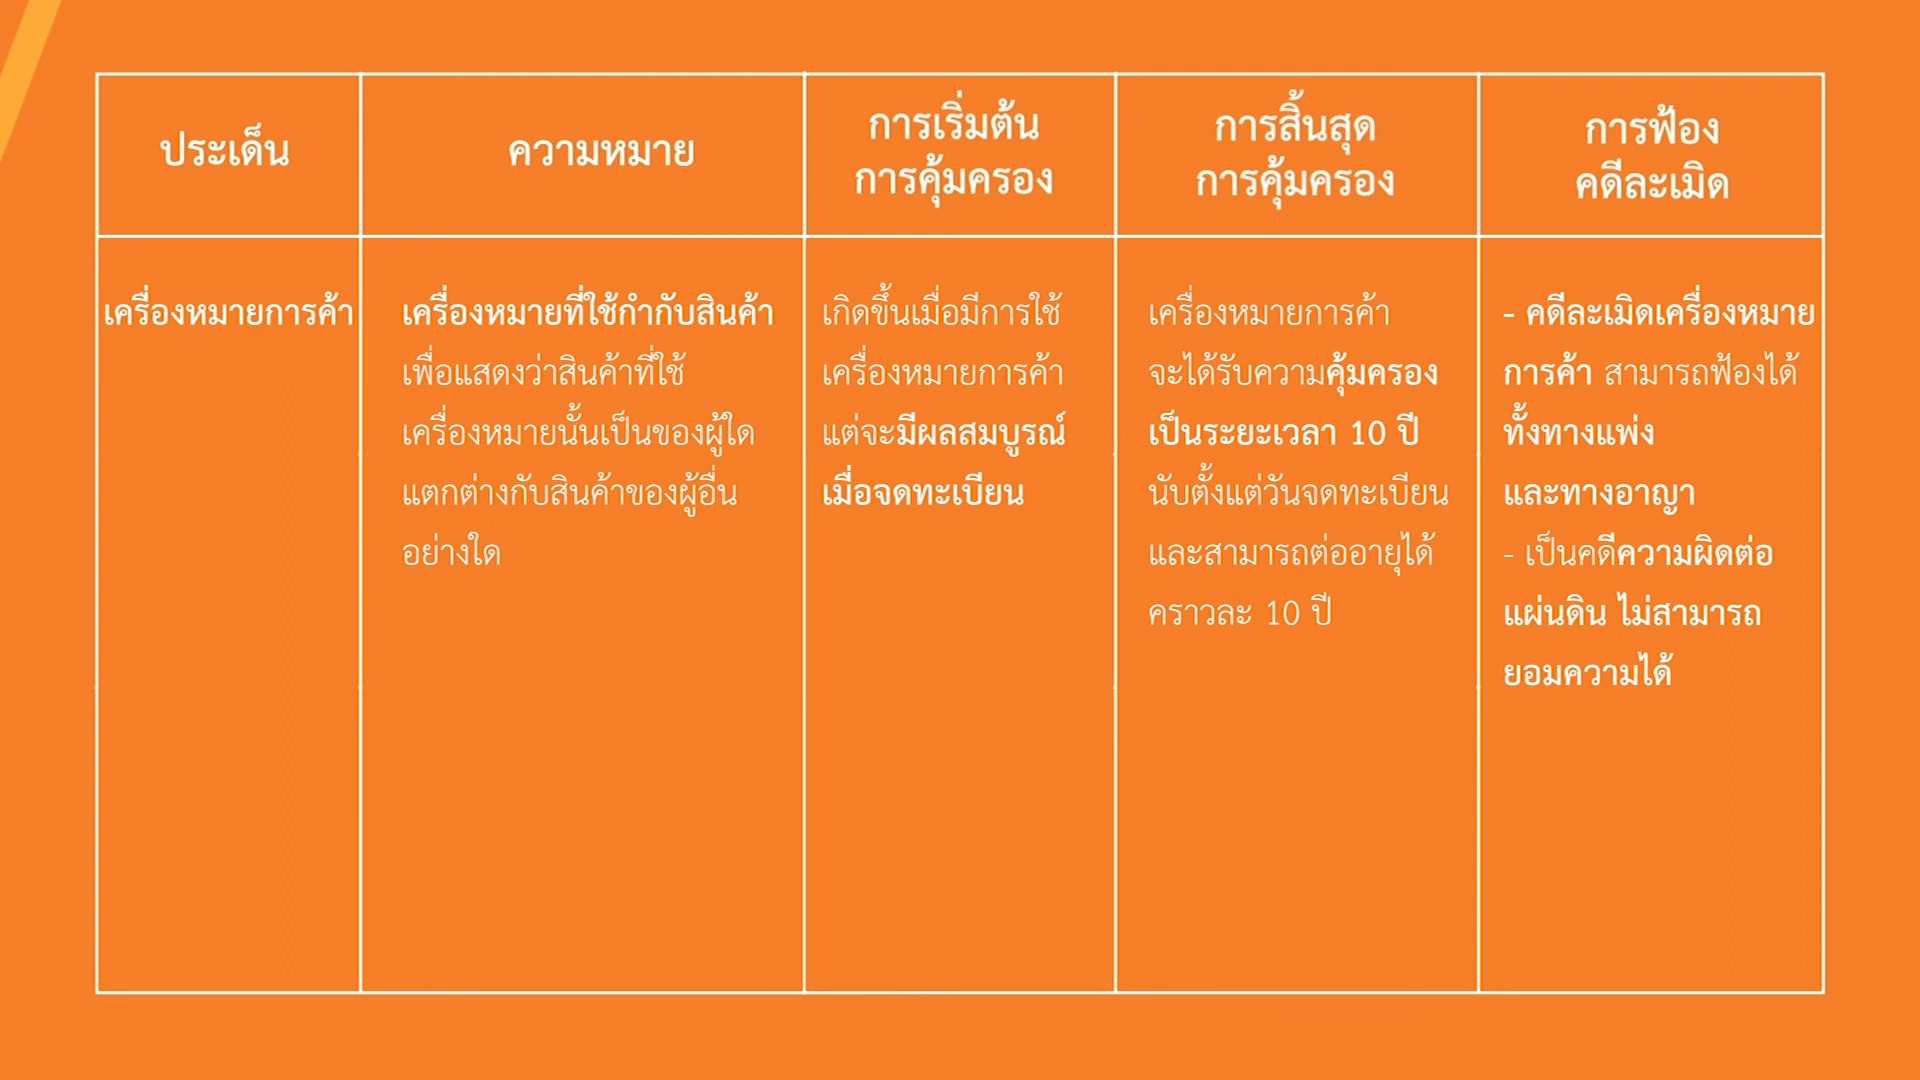 ประเด็น
ความหมาย
การเริ่มต้น
การคุ้มครอง
การสิ้นสุด
การคุ้มครอง
การฟ้อง
คดีละเมิด
เครื่องหมายการค้า
เครื่องหมายที่ใช้กำกับสินค้า
เพื่อแสดงว่าสินค้าที่ใช้
เครื่องหมายนั้นเป็นของผู้ใด
แตกต่างกับสินค้าของผู้อื่น
อย่างใด
เกิดขึ้นเมื่อมีการใช้
เครื่องหมายการค้า
แต่จะมีผลสมบูรณ์
เมื่อจดทะเบียน
เครื่องหมายการค้า
จะได้รับความคุ้มครอง
เป็นระยะเวลา 10 ปี
นับตั้งแต่วันจดทะเบียน
และสามารถต่ออายุได้
คราวละ 10 ปี
- คดีละเมิดเครื่องหมาย
การค้า สามารถฟ้องได้
ทั้งทางแพ่ง
และทางอาญา
- เป็นคดีความผิดต่อ
แผ่นดิน ไม่สามารถ
ยอมความได้